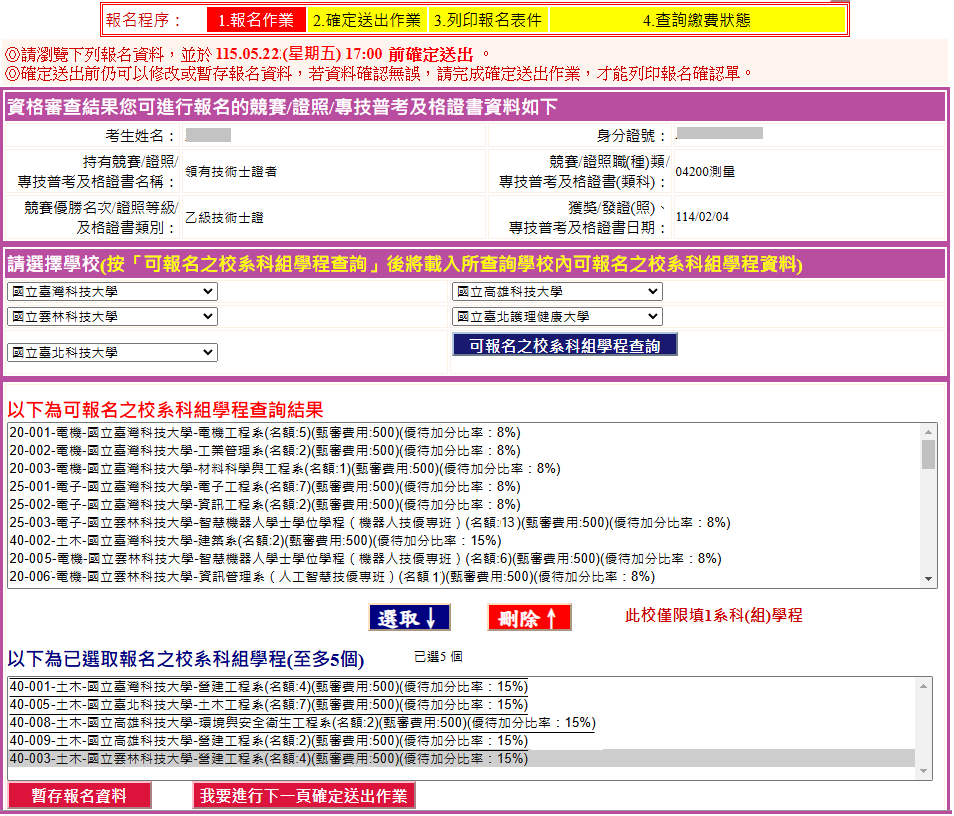 報名程序： 1.報名作業 2.確定送出作業 3.列印報名表件 4.查詢繳費狀態
◎請瀏覽下列報名資料，並於 115.05.22(星期五) 17:00 前確定送出 。
◎確定送出前仍可以修改或暫存報名資料，若資料確認無誤，請完成確定送出作業，才能列印報名確認單。
資格審查結果您可進行報名的競賽/證照/專技普考及格證書資料如下
考生姓名： 身分證號：
持有競賽/證照/
專技普考及格證書名稱： 領有技術士證者
競賽/證照職(種)類/
專技普考及格證書(類科)： 04200測量
競賽優勝名次/證照等級/
及格證書類別： 乙級技術士證
獲獎/發證(照)、
專技普考及格證書日期： 114/02/04
請選擇學校(按「可報名之校系科組學程查詢」後將載入所查詢學校內可報名之校系科組學程資料)
國立臺灣科技大學 國立高雄科技大學
國立雲林科技大學 國立臺北護理健康大學
國立臺北科技大學 可報名之校系科組學程查詢
以下為可報名之校系科組學程查詢結果
20-001-電機-國立臺灣科技大學-電機工程系(名額:5)(甄審費用:500)(優待加分比率：8%)
20-002-電機-國立臺灣科技大學-工業管理系(名額:2)(甄審費用:500)(優待加分比率：8%)
20-003-電機-國立臺灣科技大學-材料科學與工程系(名額:1)(甄審費用:500)(優待加分比率：8%)
25-001-電子-國立臺灣科技大學-電子工程系(名額:7)(甄審費用:500)(優待加分比率：8%)
25-002-電子-國立臺灣科技大學-資訊工程系(名額:2)(甄審費用:500)(優待加分比率：8%)
25-003-電子-國立雲林科技大學-智慧機器人學士學位學程（機器人技優專班）(名額:13)(甄審費用:500)(優待加分比率：8%)
40-002-土木-國立臺灣科技大學-建築系(名額:2)(甄審費用:500)(優待加分比率：15%)
20-005-電機-國立雲林科技大學-智慧機器人學士學位學程（機器人技優專班）(名額:6)(甄審費用:500)(優待加分比率：8%)
20-006-電機-國立雲林科技大學-資訊管理系（人工智慧技優專班）(名額 1)(甄審費用:500)(優待加分比率：8%)
選取↓ 刪除↑ 此校僅限填1系科(組)學程
以下為已選取報名之校系科組學程(至多5個) 已選5 個
40-001-土木-國立臺灣科技大學-營建工程系(名額:4)(甄審費用:500)(優待加分比率：15%)
40-005-土木-國立臺北科技大學-土木工程系(名額:7)(甄審費用:500)(優待加分比率：15%)
40-008-土木-國立高雄科技大學-環境與安全衛生工程系(名額:2)(甄審費用:500)(優待加分比率：15%)
40-009-土木-國立高雄科技大學-營建工程系(名額:2)(甄審費用:500)(優待加分比率：15%)
40-003-土木-國立雲林科技大學-營建工程系(名額:4)(甄審費用:500)(優待加分比率：15%)
暫存報名資料 我要進行下一頁確定送出作業